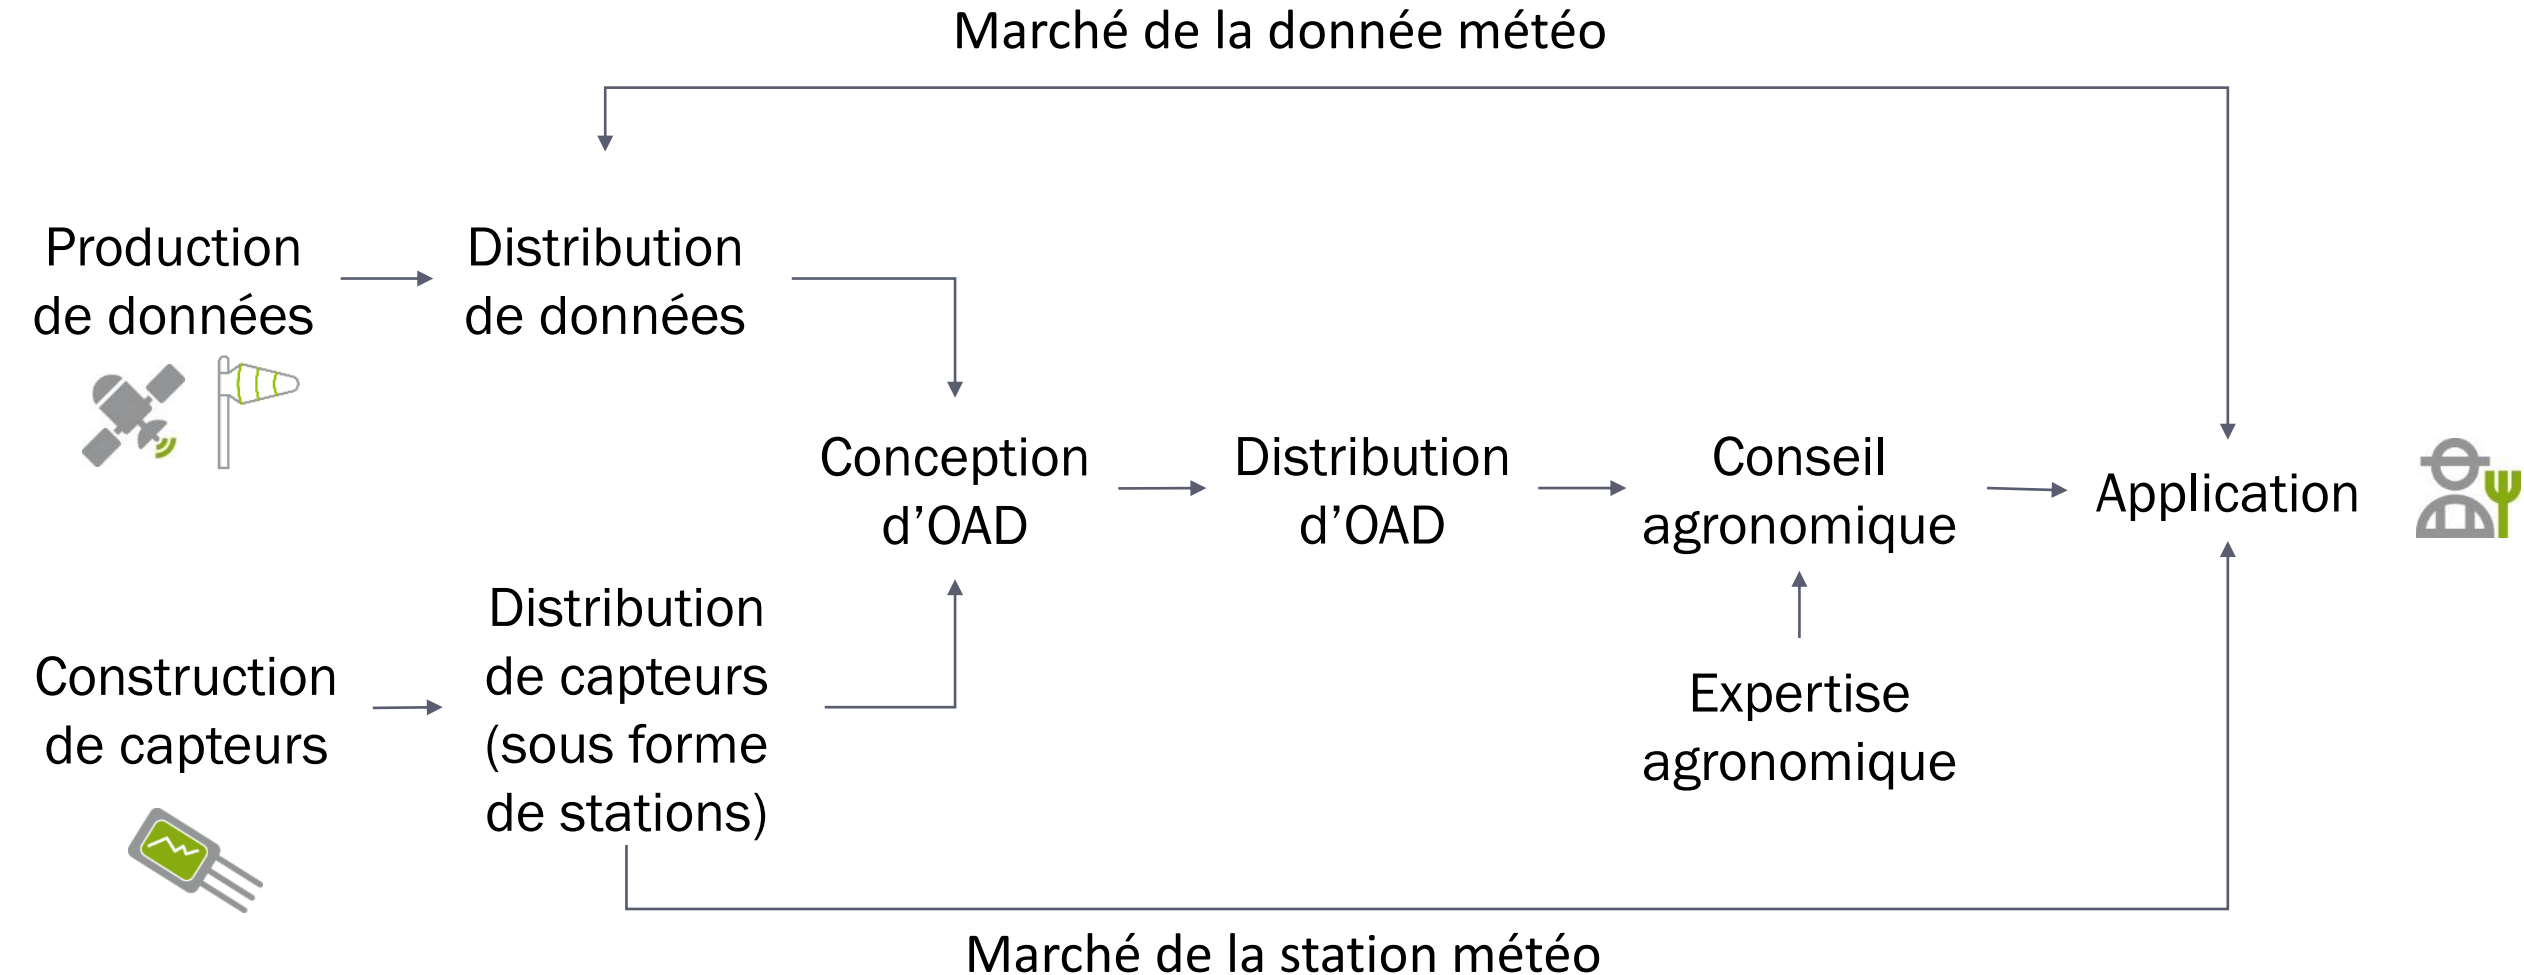 Marché de la donnée météo
Production
de données
Distribution
de données
Conception
d’OAD
Distribution
d’OAD
Conseil
agronomique
Application
Construction
de capteurs
Distribution
de capteurs
(sous forme
de stations)
Expertise
agronomique
Marché de la station météo